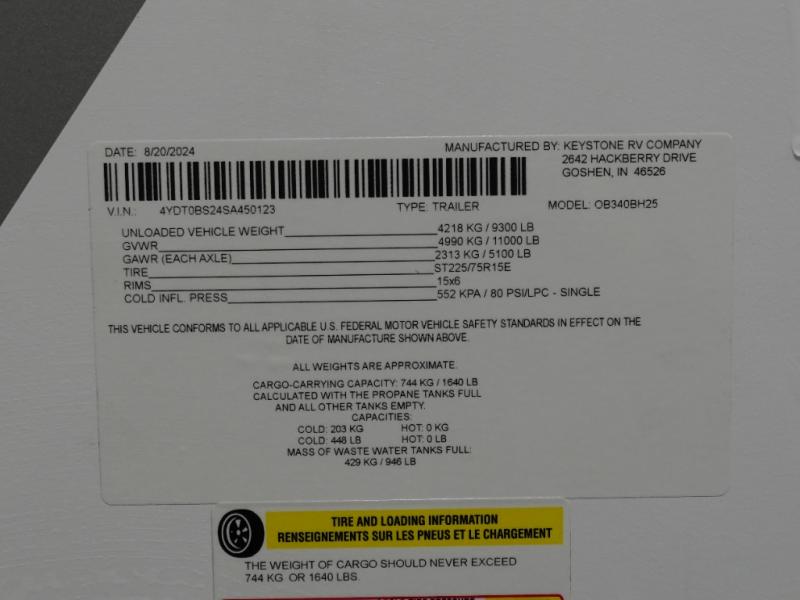 DATE: 8/20/2024 MANUFACTURED BY: KEYSTONE RV COMPANY
2642 HACKBERRY DRIVE
GOSHEN, IN 46526
V.I.N.: 4YDT0BS24SA450123 TYPE: TRAILER MODEL: OB340BH25
UNLOADED VEHICLE WEIGHT 4218 KG / 9300 LB
GVWR 4990 KG / 11000 LB
GAWR (EACH AXLE) 2313 KG / 5100 LB
TIRE ST225/75R15E
RIMS 15x6
COLD INFL. PRESS 552 KPA / 80 PSI/LPC - SINGLE
THIS VEHICLE CONFORMS TO ALL APPLICABLE U.S. FEDERAL MOTOR VEHICLE SAFETY STANDARDS IN EFFECT ON THE
DATE OF MANUFACTURE SHOWN ABOVE.
ALL WEIGHTS ARE APPROXIMATE.
CARGO-CARRYING CAPACITY: 744 KG / 1640 LB
CALCULATED WITH THE PROPANE TANKS FULL
AND ALL OTHER TANKS EMPTY.
CAPACITIES:
COLD: 203 KG HOT: 0 KG
COLD: 448 LB HOT: 0 LB
MASS OF WASTE WATER TANKS FULL:
429 KG / 946 LB
TIRE AND LOADING INFORMATION
RENSEIGNEMENTS SUR LES PNEUS ET LE CHARGEMENT
THE WEIGHT OF CARGO SHOULD NEVER EXCEED
744 KG OR 1640 LBS.